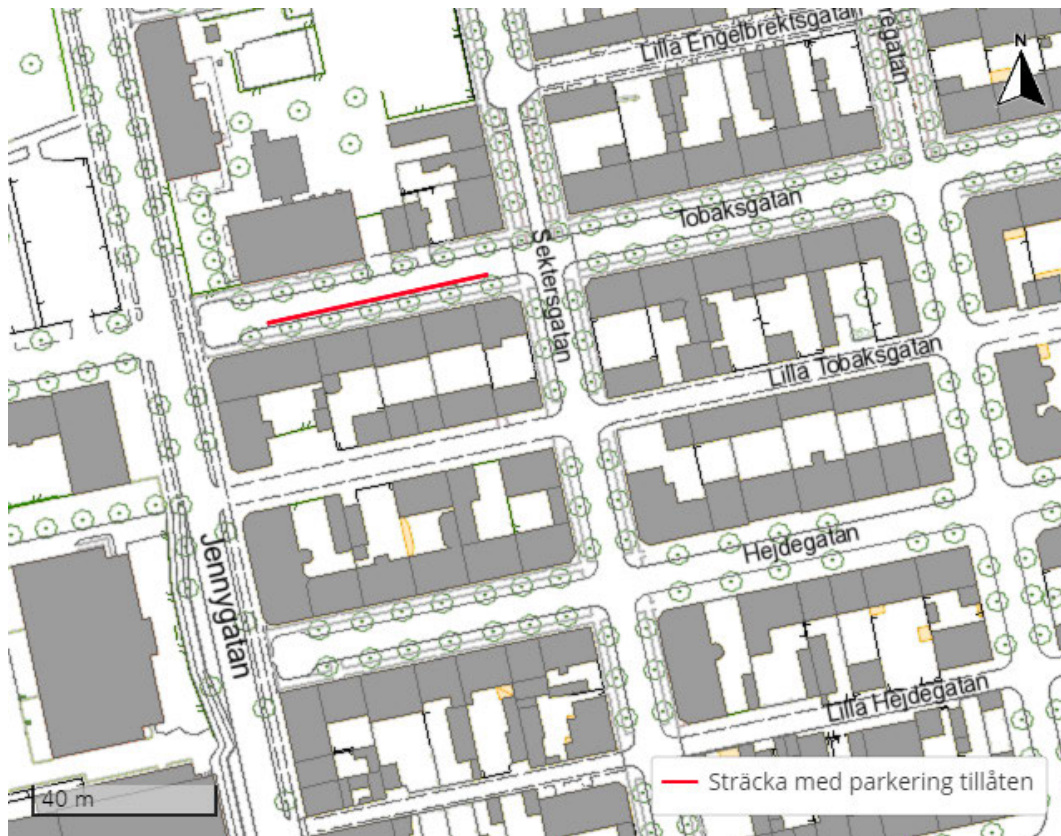 Lilla Engelbrektsgatan
regatan
N
Tobaksgatan
Sektersgatan
Lilla Tobaksgatan
Hejdegatan
Jennygatan
Lilla Hejdegatan
Sträcka med parkering tillåten
40 m